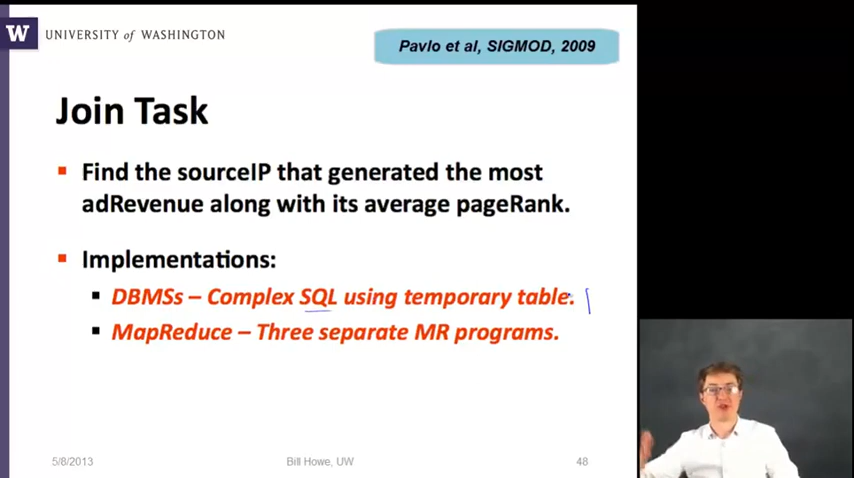 W UNIVERSITY of WASHINGTON
Pavlo et al, SIGMOD, 2009
Join Task
Find the sourceIP that generated the most
adRevenue along with its average pageRank.
Implementations:
DBMSs – Complex SQL using temporary table.
MapReduce – Three separate MR programs.
5/8/2013 Bill Howe, UW 48